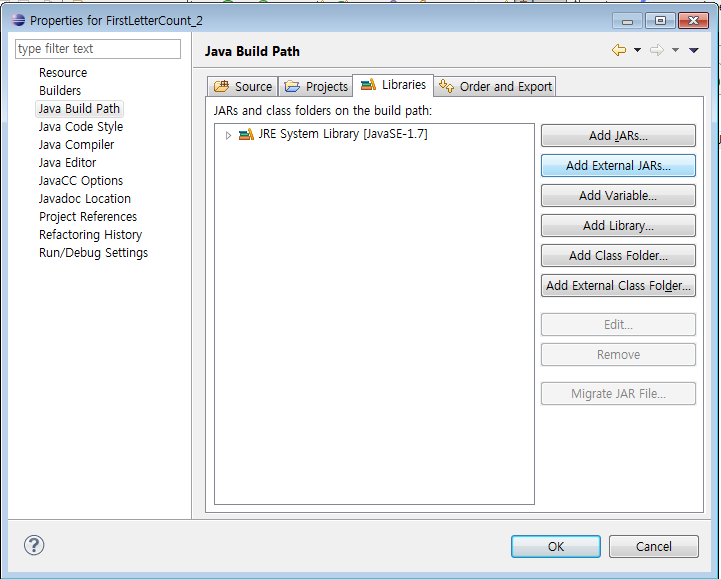 Properties for FirstLetterCount_2
type filter text
Resource
Builders
Java Build Path
Java Code Style
Java Compiler
Java Editor
JavaCC Options
Javadoc Location
Project References
Refactoring History
Run/Debug Settings
Java Build Path
Source
Projects
Libraries
Order and Export
JARs and class folders on the build path:
JRE System Library [JavaSE-1.7]
Add JARs...
Add External JARs...
Add Variable...
Add Library...
Add Class Folder...
Add External Class Folder...
Edit...
Remove
Migrate JAR File...
?
OK
Cancel